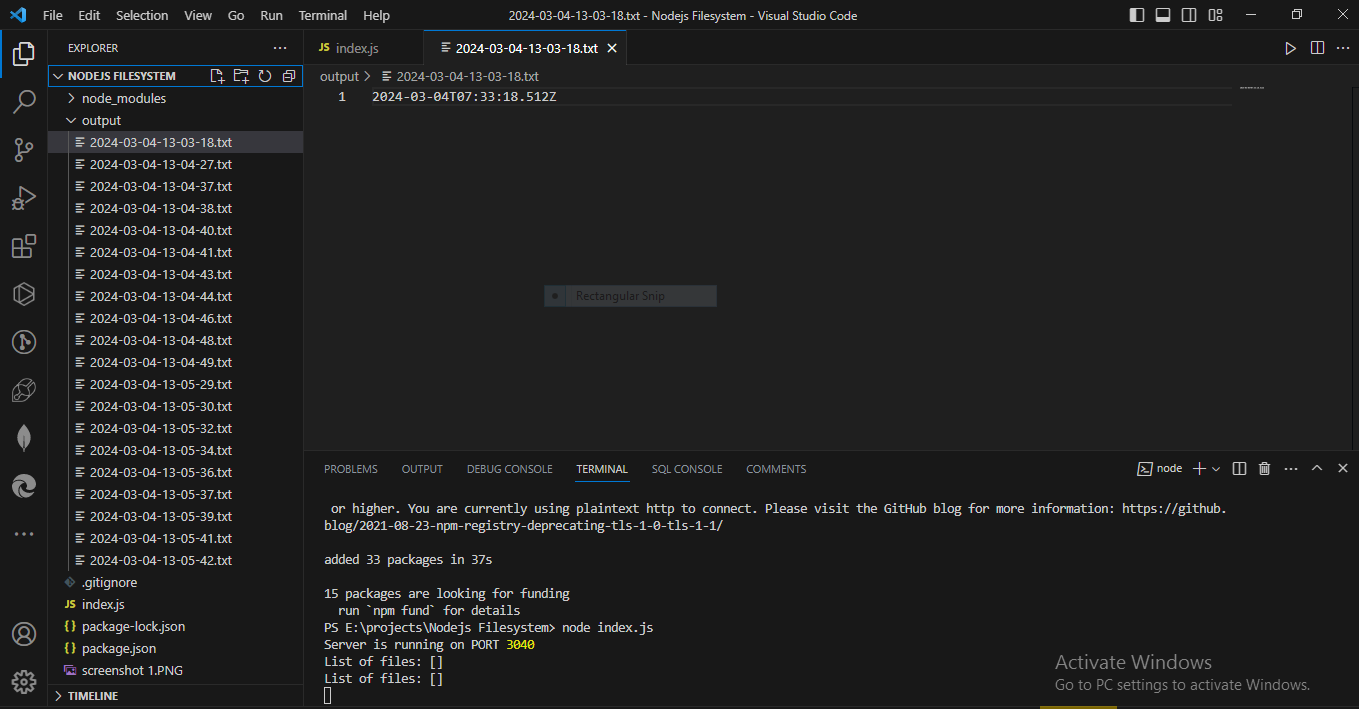 File Edit Selection View Go Run Terminal Help
2024-03-04-13-03-18.txt - Nodejs Filesystem - Visual Studio Code
EXPLORER
NODEJS FILESYSTEM
node_modules
output
2024-03-04-13-03-18.txt
2024-03-04-13-04-27.txt
2024-03-04-13-04-37.txt
2024-03-04-13-04-38.txt
2024-03-04-13-04-40.txt
2024-03-04-13-04-41.txt
2024-03-04-13-04-43.txt
2024-03-04-13-04-44.txt
2024-03-04-13-04-46.txt
2024-03-04-13-04-48.txt
2024-03-04-13-04-49.txt
2024-03-04-13-05-29.txt
2024-03-04-13-05-30.txt
2024-03-04-13-05-32.txt
2024-03-04-13-05-34.txt
2024-03-04-13-05-36.txt
2024-03-04-13-05-37.txt
2024-03-04-13-05-39.txt
2024-03-04-13-05-41.txt
2024-03-04-13-05-42.txt
.gitignore
JS index.js
{} package-lock.json
{} package.json
screenshot 1.PNG
TIMELINE
JS index.js
2024-03-04-13-03-18.txt
output > 2024-03-04-13-03-18.txt
1 2024-03-04T07:33:18.512Z
Rectangular Snip
PROBLEMS OUTPUT DEBUG CONSOLE TERMINAL SQL CONSOLE COMMENTS
node
or higher. You are currently using plaintext http to connect. Please visit the GitHub blog for more information: https://github.
blog/2021-08-23-npm-registry-deprecating-tls-1-0-tls-1-1/
added 33 packages in 37s
15 packages are looking for funding
run `npm fund` for details
PS E:\projects\Nodejs Filesystem> node index.js
Server is running on PORT 3040
List of files: []
List of files: []
Activate Windows
Go to PC settings to activate Windows.